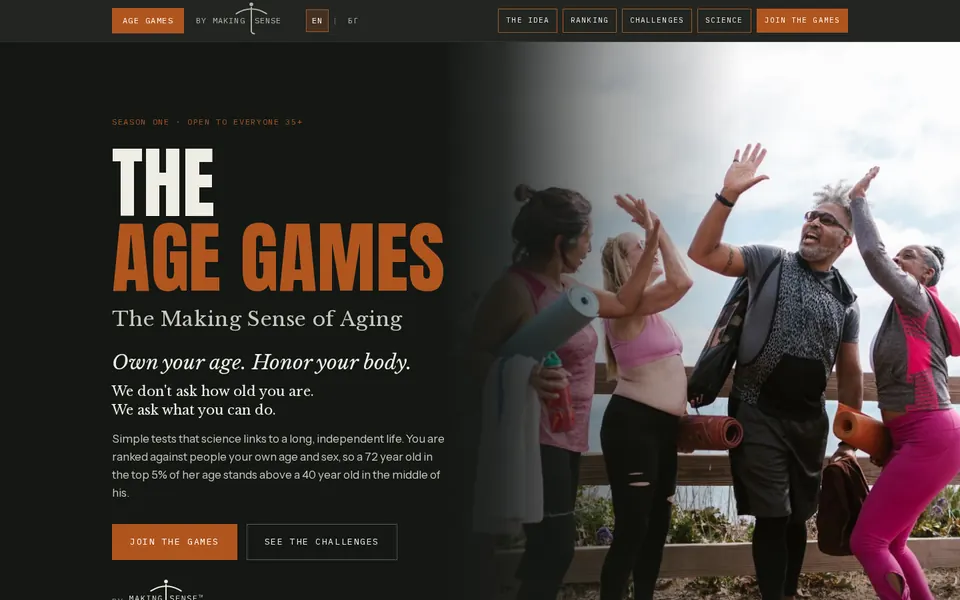 AGE GAMES
BY MAKING SENSE
EN | БГ
THE IDEA
RANKING
CHALLENGES
SCIENCE
JOIN THE GAMES
SEASON ONE · OPEN TO EVERYONE 35+
THE
AGE GAMES
The Making Sense of Aging
Own your age. Honor your body.
We don't ask how old you are.
We ask what you can do.
Simple tests that science links to a long, independent life. You are
ranked against people your own age and sex, so a 72 year old in
the top 5% of her age stands above a 40 year old in the middle of
his.
JOIN THE GAMES
SEE THE CHALLENGES
BY MAKING SENSE™